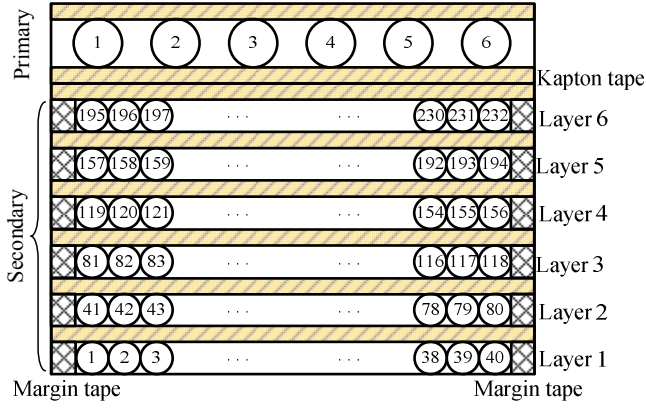 Primary
1 2 3 4 5 6
Kapton tape
195 196 197 ... ... 230 231 232 Layer 6
157 158 159 ... ... 192 193 194 Layer 5
119 120 121 ... ... 154 155 156 Layer 4
Secondary
81 82 83 ... ... 116 117 118 Layer 3
41 42 43 ... ... 78 79 80 Layer 2
1 2 3 ... ... 38 39 40 Layer 1
Margin tape Margin tape